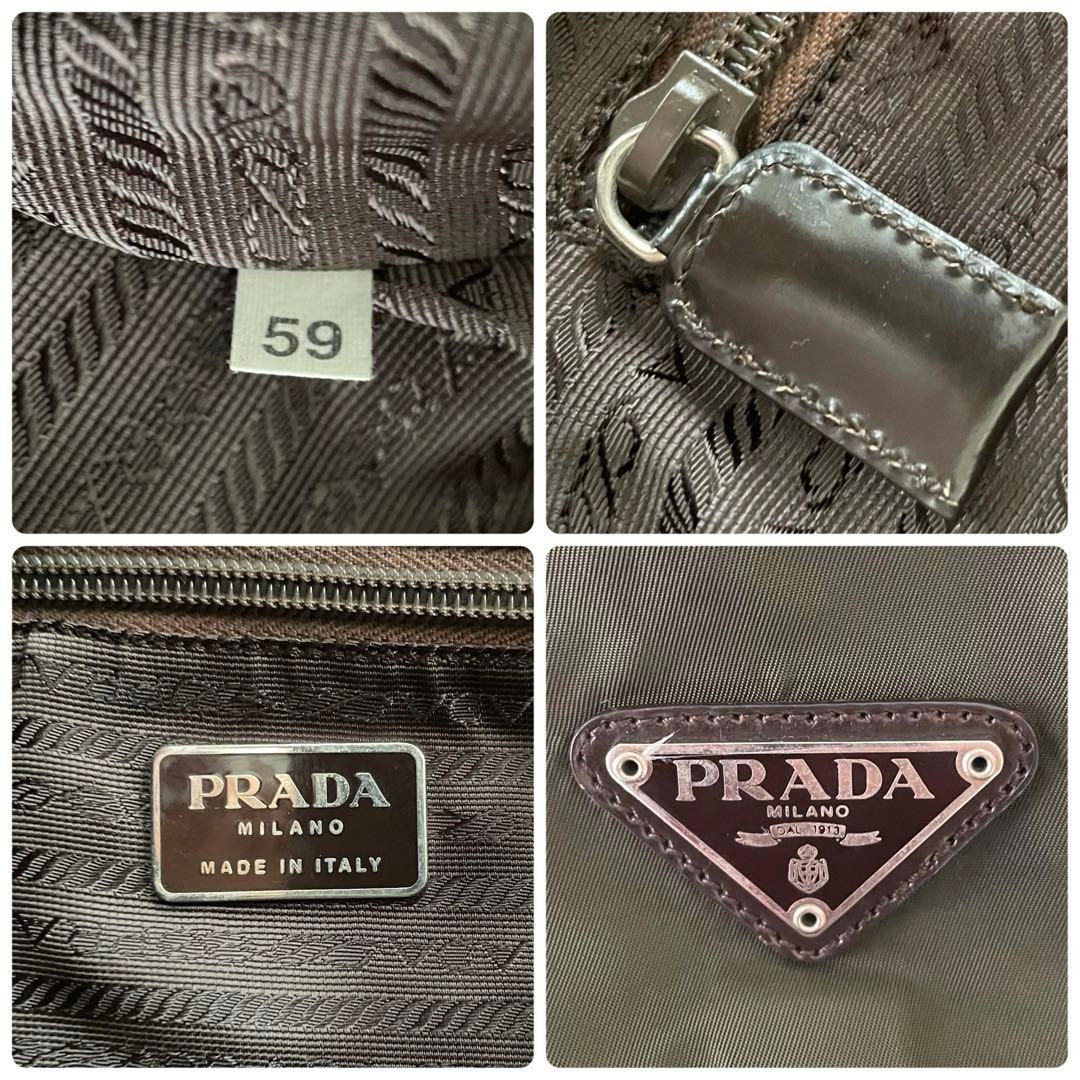 59
PRADA
MILANO
MADE IN ITALY
PRADA
MILANO
DAL 1913